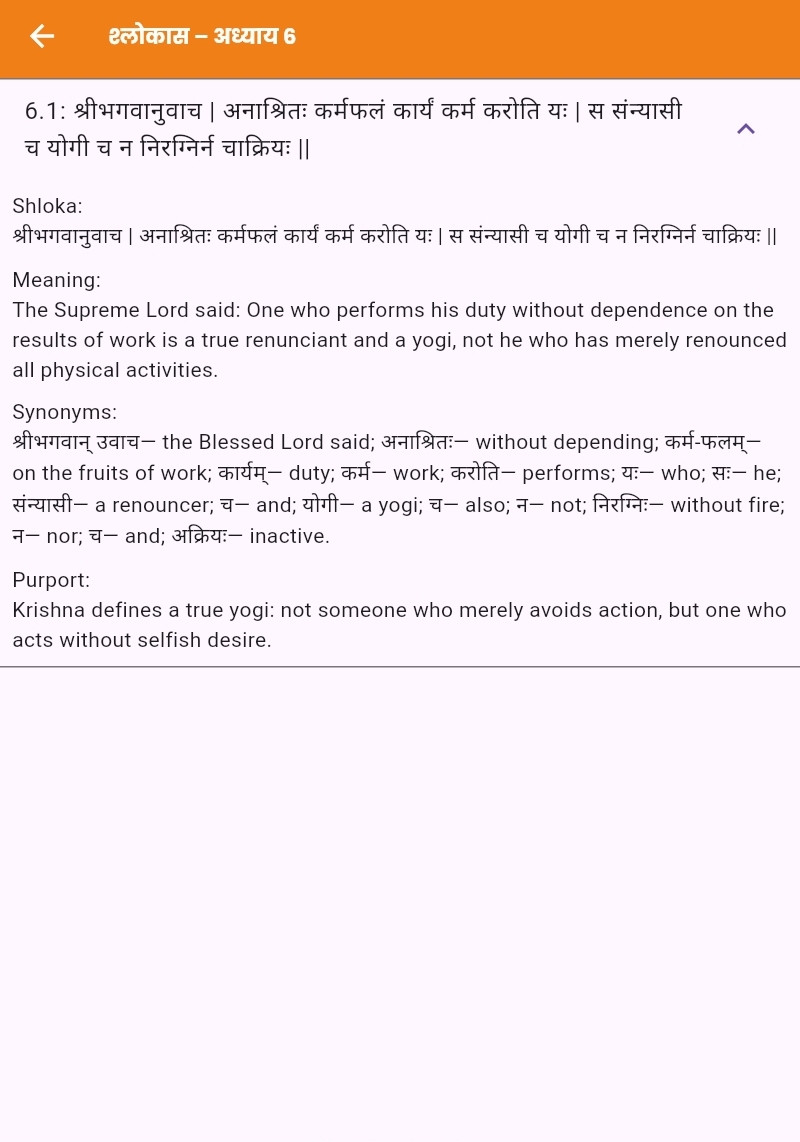 श्लोकास – अध्याय 6
6.1: श्रीभगवानुवाच | अनाश्रितः कर्मफलं कार्यं कर्म करोति यः | स संन्यासी
च योगी च न निरग्निर्न चाक्रियः ||
Shloka:
श्रीभगवानुवाच | अनाश्रितः कर्मफलं कार्यं कर्म करोति यः | स संन्यासी च योगी च न निरग्निर्न चाक्रियः ||
Meaning:
The Supreme Lord said: One who performs his duty without dependence on the
results of work is a true renunciant and a yogi, not he who has merely renounced
all physical activities.
Synonyms:
श्रीभगवान् उवाच— the Blessed Lord said; अनाश्रितः— without depending; कर्म-फलम्—
on the fruits of work; कार्यम्— duty; कर्म— work; करोति— performs; यः— who; सः— he;
संन्यासी— a renouncer; च— and; योगी— a yogi; च— also; न— not; निरग्निः— without fire;
न— nor; च— and; अक्रियः— inactive.
Purport:
Krishna defines a true yogi: not someone who merely avoids action, but one who
acts without selfish desire.